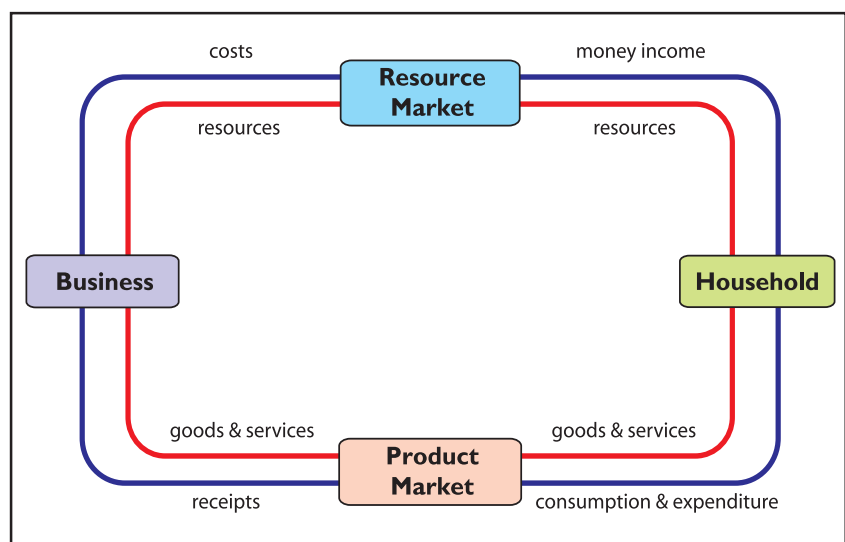 costs
money income
Resource
Market
resources
resources
Business
Household
goods & services
goods & services
Product
Market
receipts
consumption & expenditure